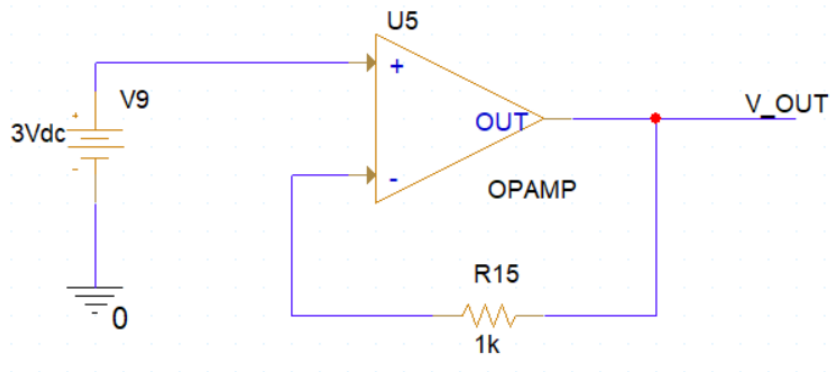 U5
V9
+
+
V_OUT
OUT
3Vdc
-
-
OPAMP
R15
0
1k